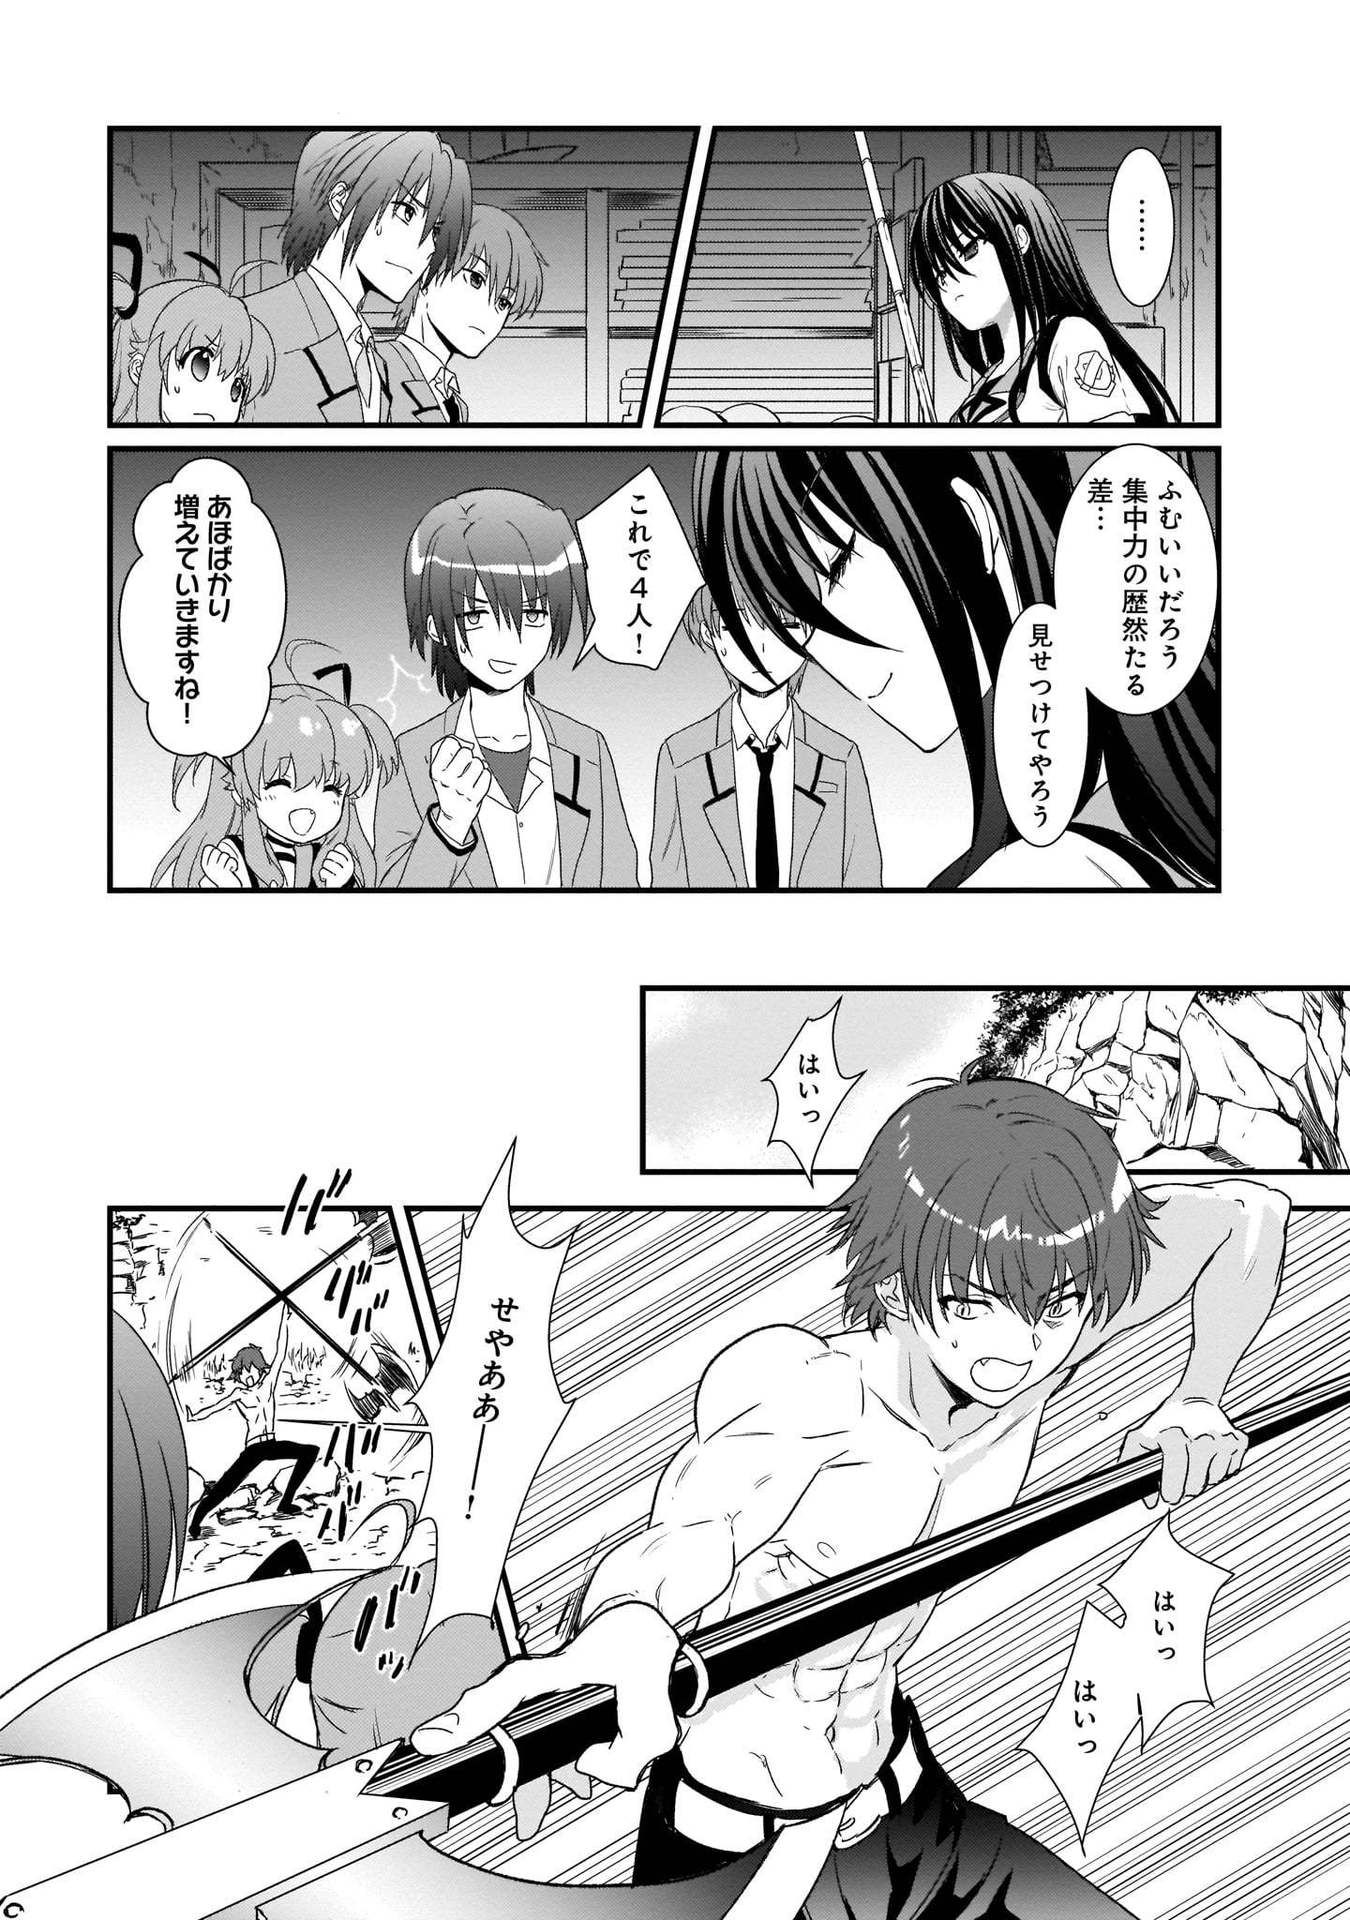 ……
ふむいいだろう
集中力の歴然たる
差…
見せつけてやろう
これで4人！
あほばかり
増えていきますね！
はいっ
はいっ
はいっ
せやああ——！